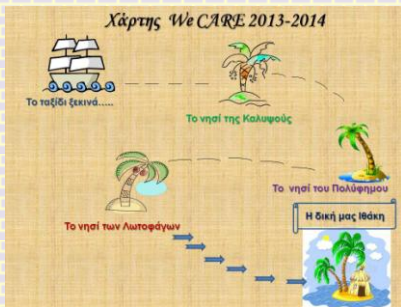 Χάρτης We CARE 2013-2014
Το ταξίδι ξεκινά.....
Το νησί της Καλυψούς
Το νησί του Πολύφημου
Το νησί των Λωτοφάγων
Η δική μας Ιθάκη